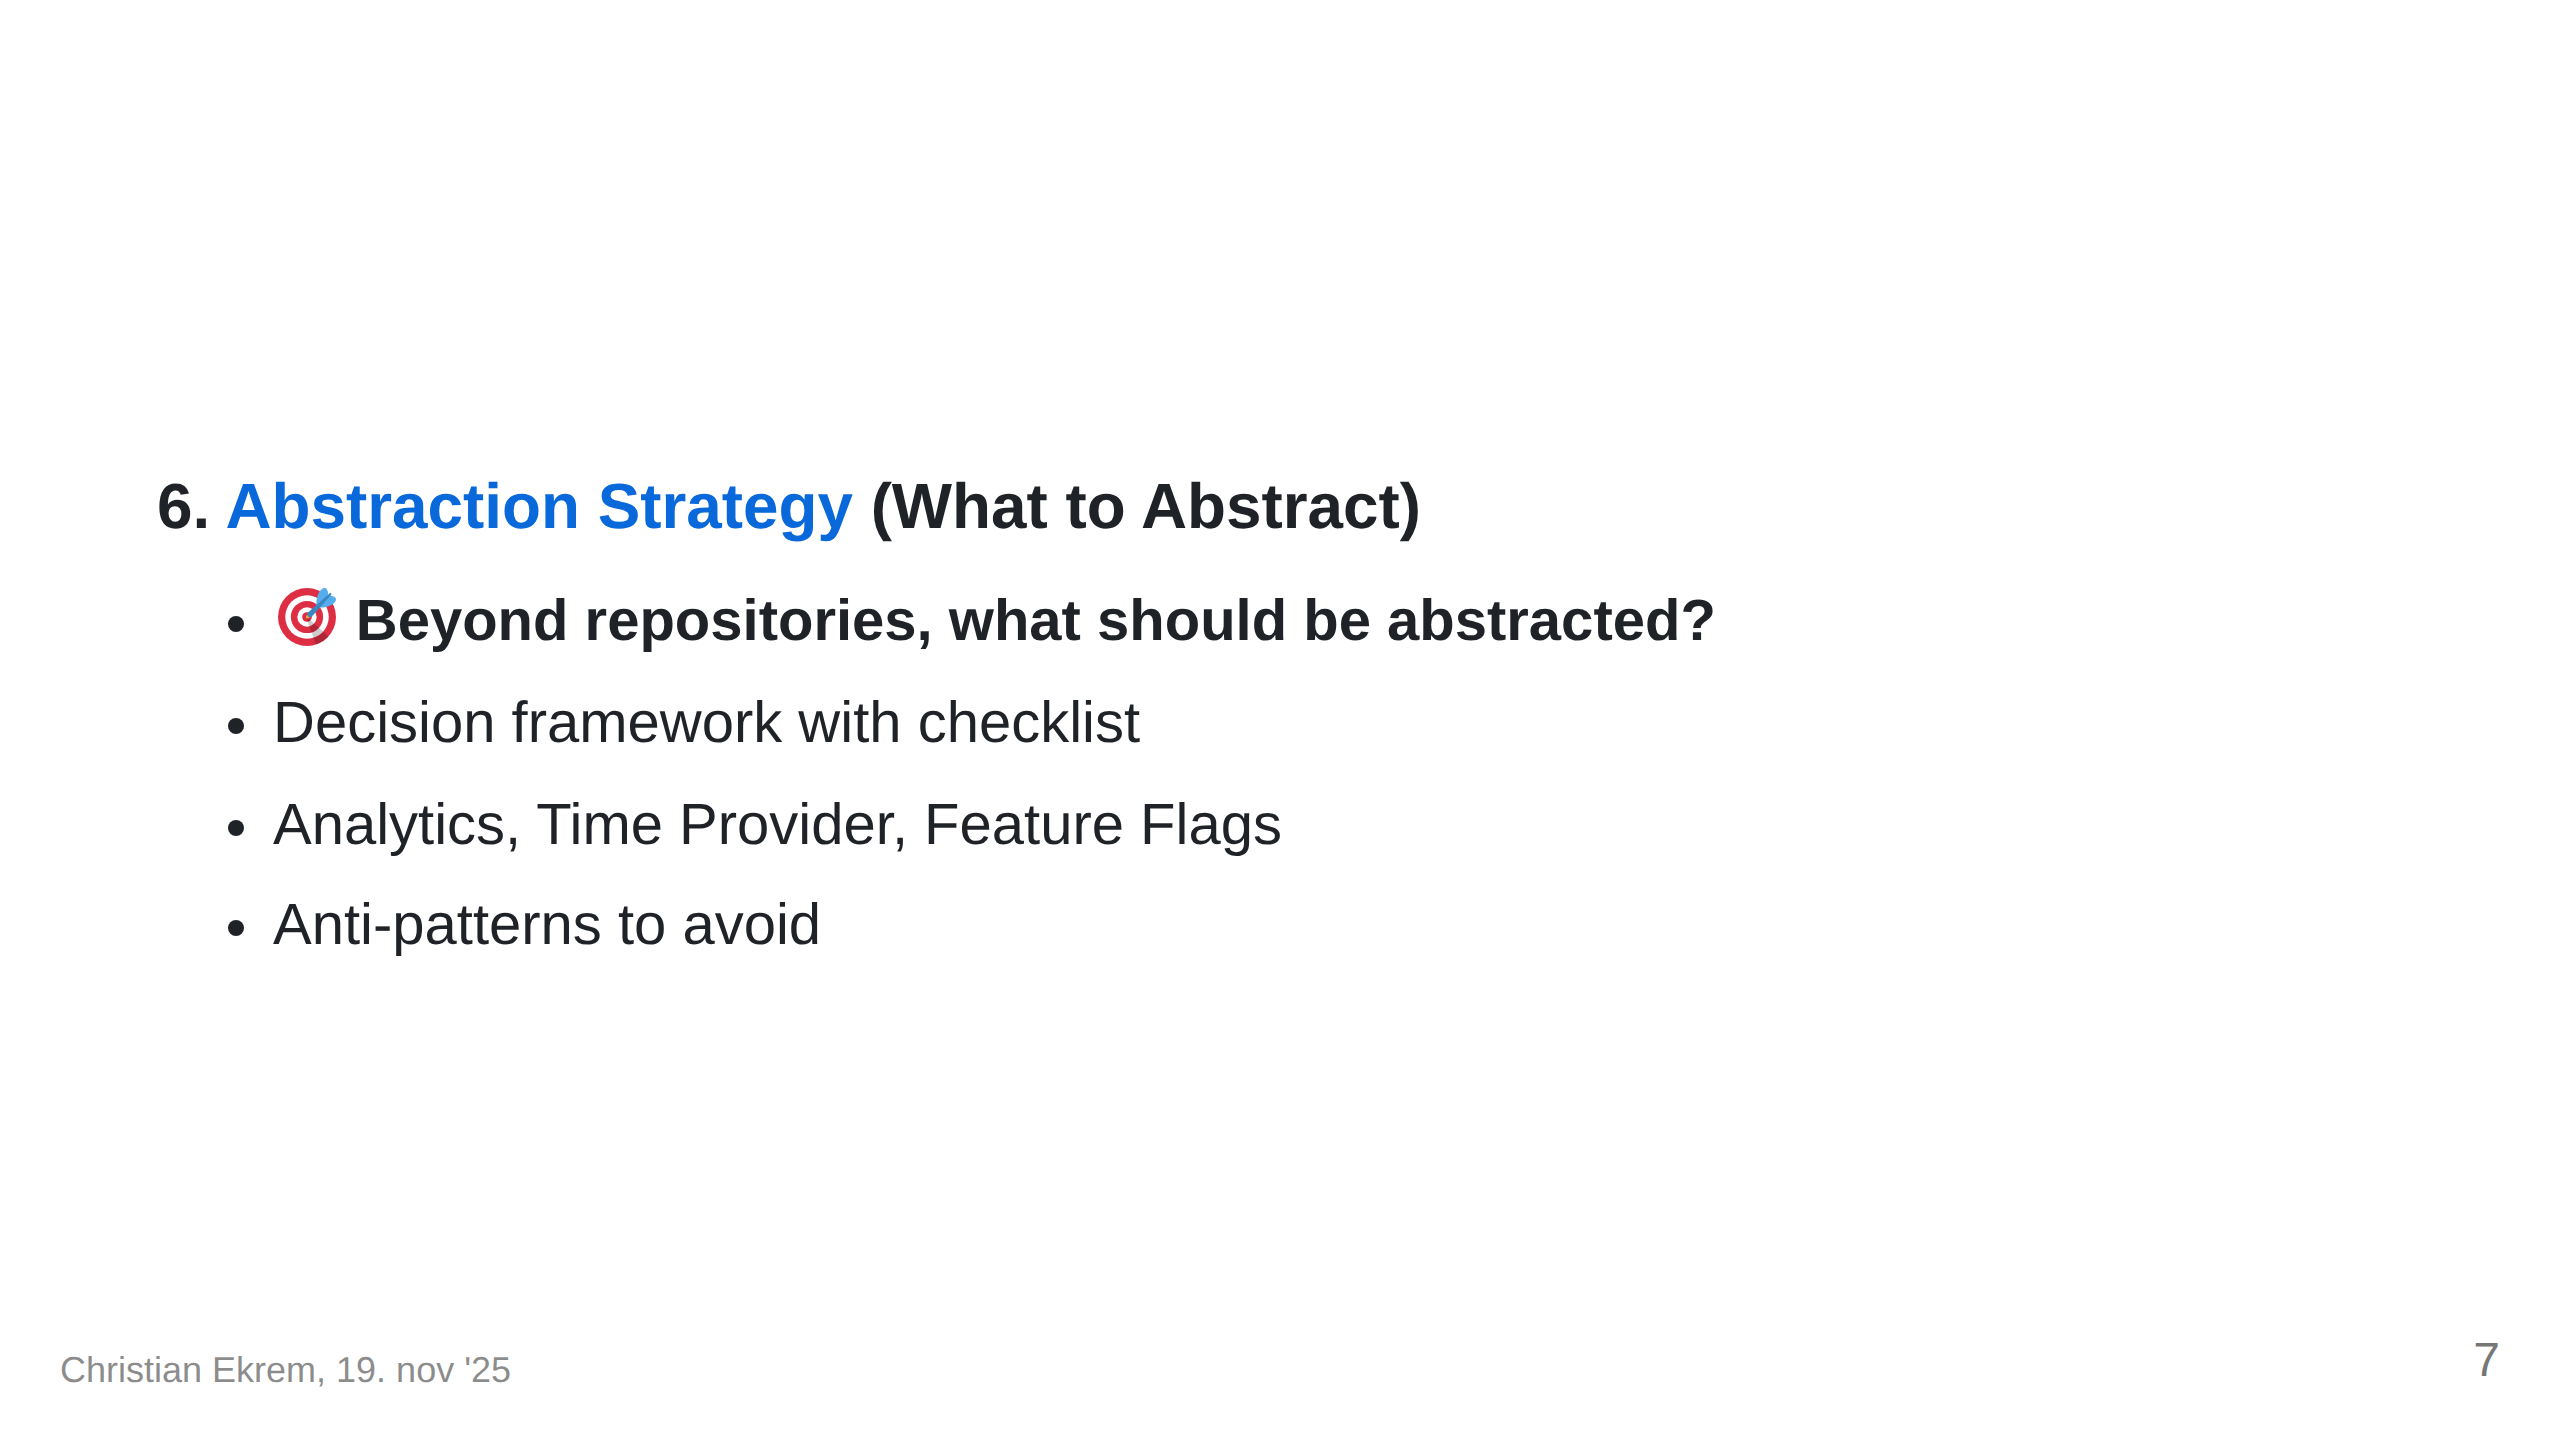 6. Abstraction Strategy (What to Abstract)
• 🎯 Beyond repositories, what should be abstracted?
• Decision framework with checklist
• Analytics, Time Provider, Feature Flags
• Anti-patterns to avoid
Christian Ekrem, 19. nov '25
7